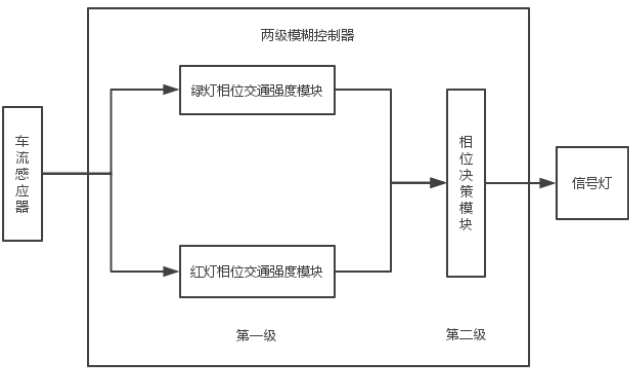 两级模糊控制器
绿灯相位交通强度模块
车流感应器
相位决策模块
信号灯
红灯相位交通强度模块
第一级
第二级